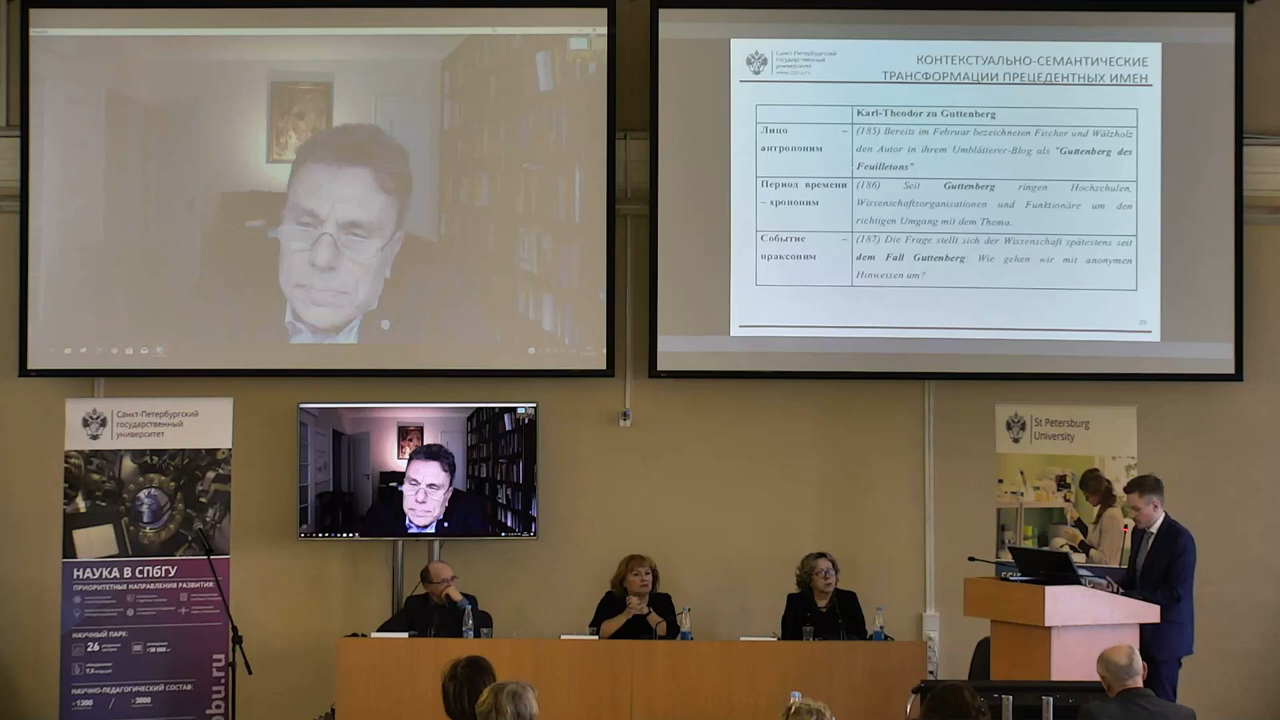 Санкт-Петербургский
государственный
университет
КОНТЕКСТУАЛЬНО-СЕМАНТИЧЕСКИЕ
ТРАНСФОРМАЦИИ ПРЕЦЕДЕНТНЫХ ИМЕН
Karl-Theodor zu Guttenberg
Лицо –
антропоним
(185) Bereits im Februar bezeichneten Fischer und Wälzholz
den Autor in ihrem Umblätterer-Blog als "Guttenberg des
Feuilletons".
Период времени
– хрононим
(186) Seit Guttenberg ringen Hochschulen,
Wissenschaftsorganisationen und Funktionäre um den
richtigen Umgang mit dem Thema.
Событие –
праксоним
(187) Die Frage stellt sich der Wissenschaft spätestens seit
dem Fall Guttenberg: Wie gehen wir mit anonymen
Hinweisen um?
Санкт-Петербургский
государственный
университет
НАУКА В СПбГУ
ПРИОРИТЕТНЫЕ НАПРАВЛЕНИЯ РАЗВИТИЯ:
НАУЧНЫЙ ПАРК:
26
НАУЧНО-ПЕДАГОГИЧЕСКИЙ СОСТАВ:
St Petersburg
University